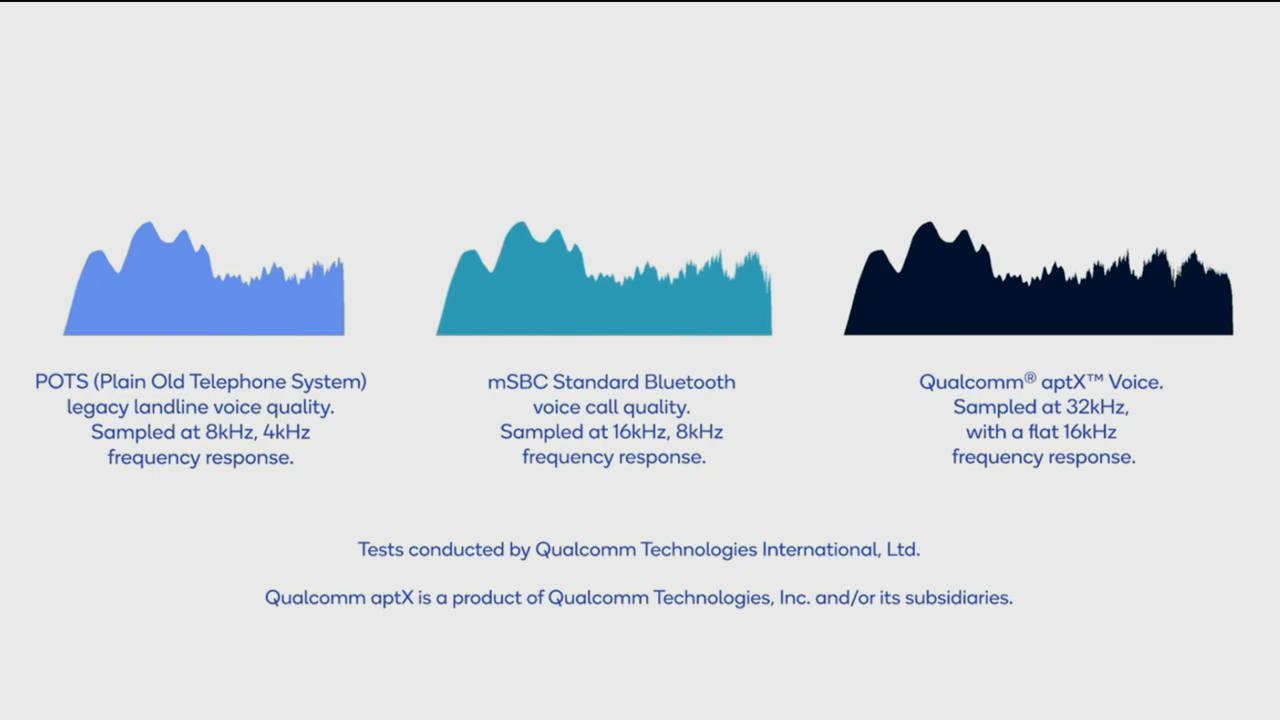 POTS (Plain Old Telephone System)
legacy landline voice quality.
Sampled at 8kHz, 4kHz
frequency response.
mSBC Standard Bluetooth
voice call quality.
Sampled at 16kHz, 8kHz
frequency response.
Qualcomm® aptX™ Voice.
Sampled at 32kHz,
with a flat 16kHz
frequency response.
Tests conducted by Qualcomm Technologies International, Ltd.
Qualcomm aptX is a product of Qualcomm Technologies, Inc. and/or its subsidiaries.